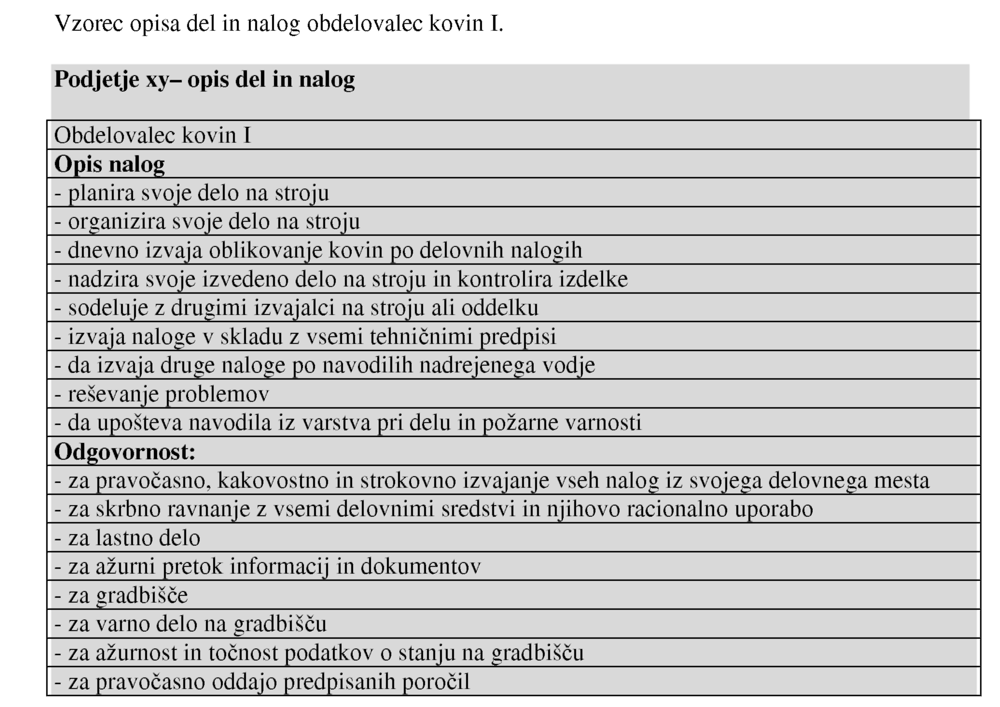 Vzorec opisa del in nalog obdelovalec kovin I.
Podjetje xy– opis del in nalog
Obdelovalec kovin I
Opis nalog
- planira svoje delo na stroju
- organizira svoje delo na stroju
- dnevno izvaja oblikovanje kovin po delovnih nalogih
- nadzira svoje izvedeno delo na stroju in kontrolira izdelke
- sodeluje z drugimi izvajalci na stroju ali oddelku
- izvaja naloge v skladu z vsemi tehničnimi predpisi
- da izvaja druge naloge po navodilih nadrejenega vodje
- reševanje problemov
- da upošteva navodila iz varstva pri delu in požarne varnosti
Odgovornost:
- za pravočasno, kakovostno in strokovno izvajanje vseh nalog iz svojega delovnega mesta
- za skrbno ravnanje z vsemi delovnimi sredstvi in njihovo racionalno uporabo
- za lastno delo
- za ažurni pretok informacij in dokumentov
- za gradbišče
- za varno delo na gradbišču
- za ažurnost in točnost podatkov o stanju na gradbišču
- za pravočasno oddajo predpisanih poročil